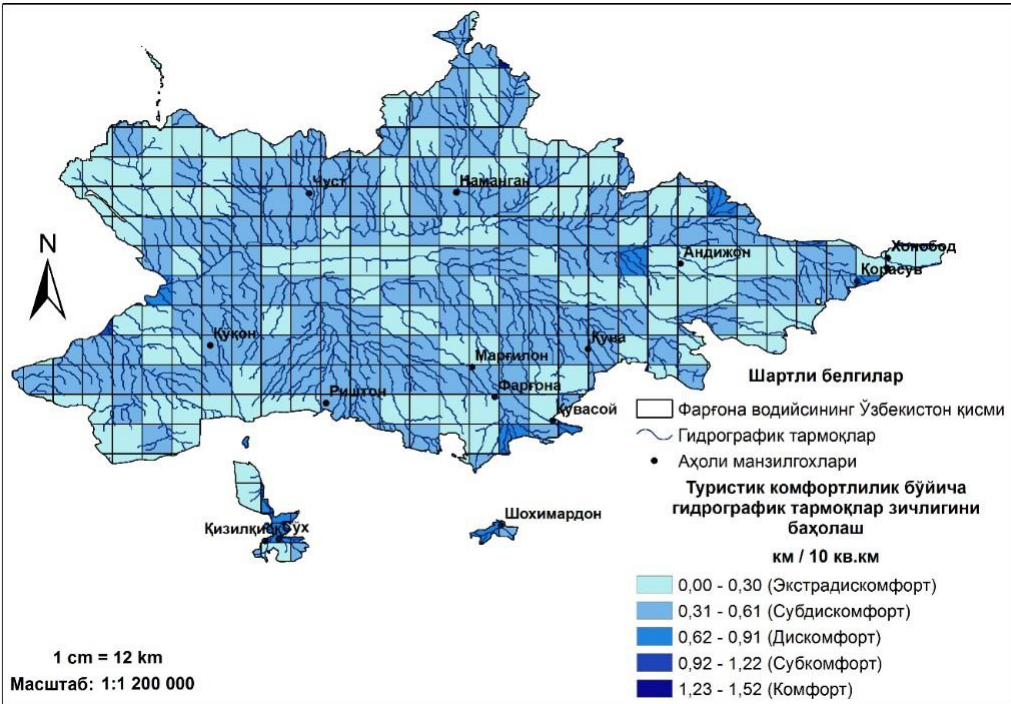 Чуст
Наманган
N
Андижон
Хонобод
Қорасув
Қўқон
Қува
Марғилон
Риштон
Фарғона
Қувасой
Қизилқиё
Сўх
Шохимардон
Шартли белгилар
Фарғона водийсининг Ўзбекистон қисми
Гидрографик тармоқлар
Аҳоли манзилгохлари
Туристик комфортлилик бўйича
гидрографик тармоқлар зичлигини
баҳолаш
км / 10 кв.км
0,00 - 0,30 (Экстрадискомфорт)
0,31 - 0,61 (Субдискомфорт)
0,62 - 0,91 (Дискомфорт)
0,92 - 1,22 (Субкомфорт)
1,23 - 1,52 (Комфорт)
1 cm = 12 km
Масштаб: 1:1 200 000